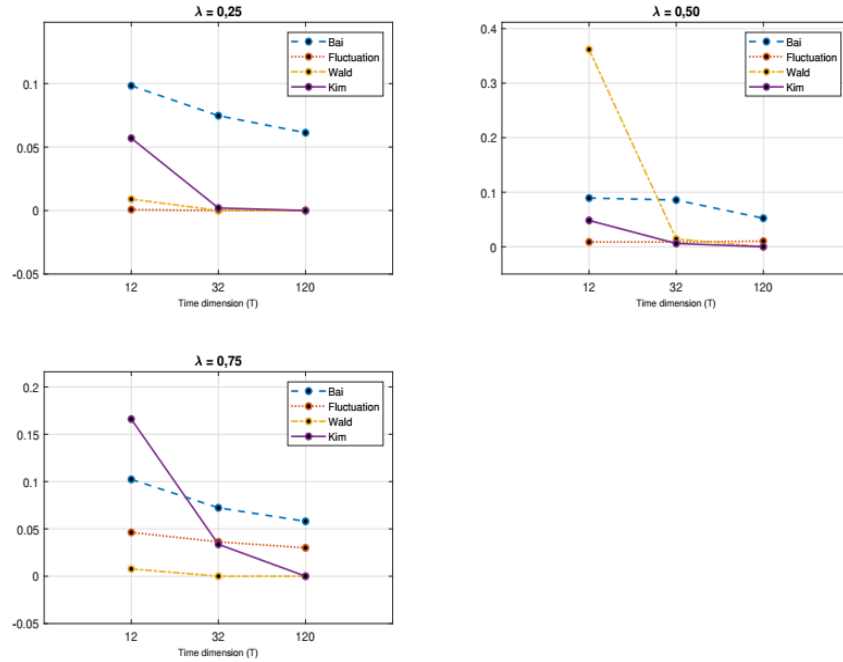 λ = 0,25
0.1
0.05
0
-0.05
12 32 120
Time dimension (T)
Bai
Fluctuation
Wald
Kim
λ = 0,50
0.4
0.3
0.2
0.1
0
12 32 120
Time dimension (T)
Bai
Fluctuation
Wald
Kim
λ = 0,75
0.2
0.15
0.1
0.05
0
-0.05
12 32 120
Time dimension (T)
Bai
Fluctuation
Wald
Kim